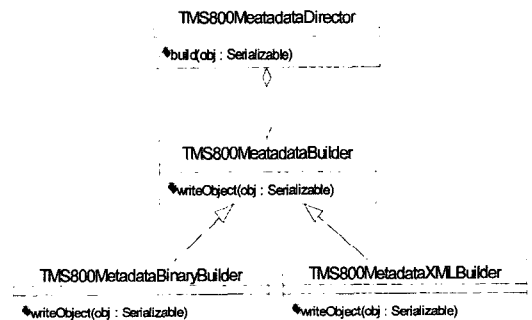 TMS800MeatadataDirector
build(obj : Serializable)
TMS800MeatadataBuilder
writeObject(obj : Serializable)
TMS800MetadataBinaryBuilder
TMS800MetadataXMLBuilder
writeObject(obj : Serializable)
writeObject(obj : Serializable)